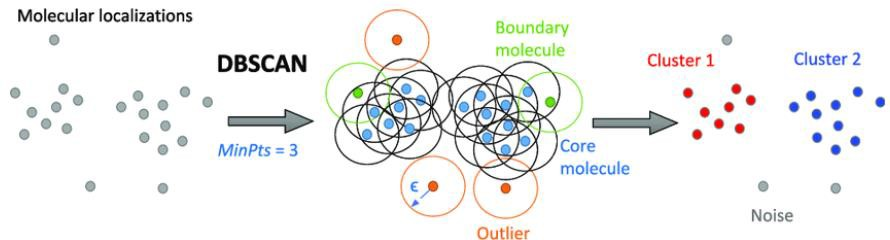 Molecular localizations
DBSCAN
MinPts = 3
Boundary
molecule
Core
molecule
ϵ
Outlier
Cluster 1
Cluster 2
Noise